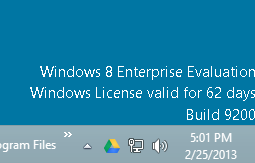 Windows 8 Enterprise Evaluation
Windows License valid for 62 days
Build 9200
ogram Files »
5:01 PM
2/25/2013